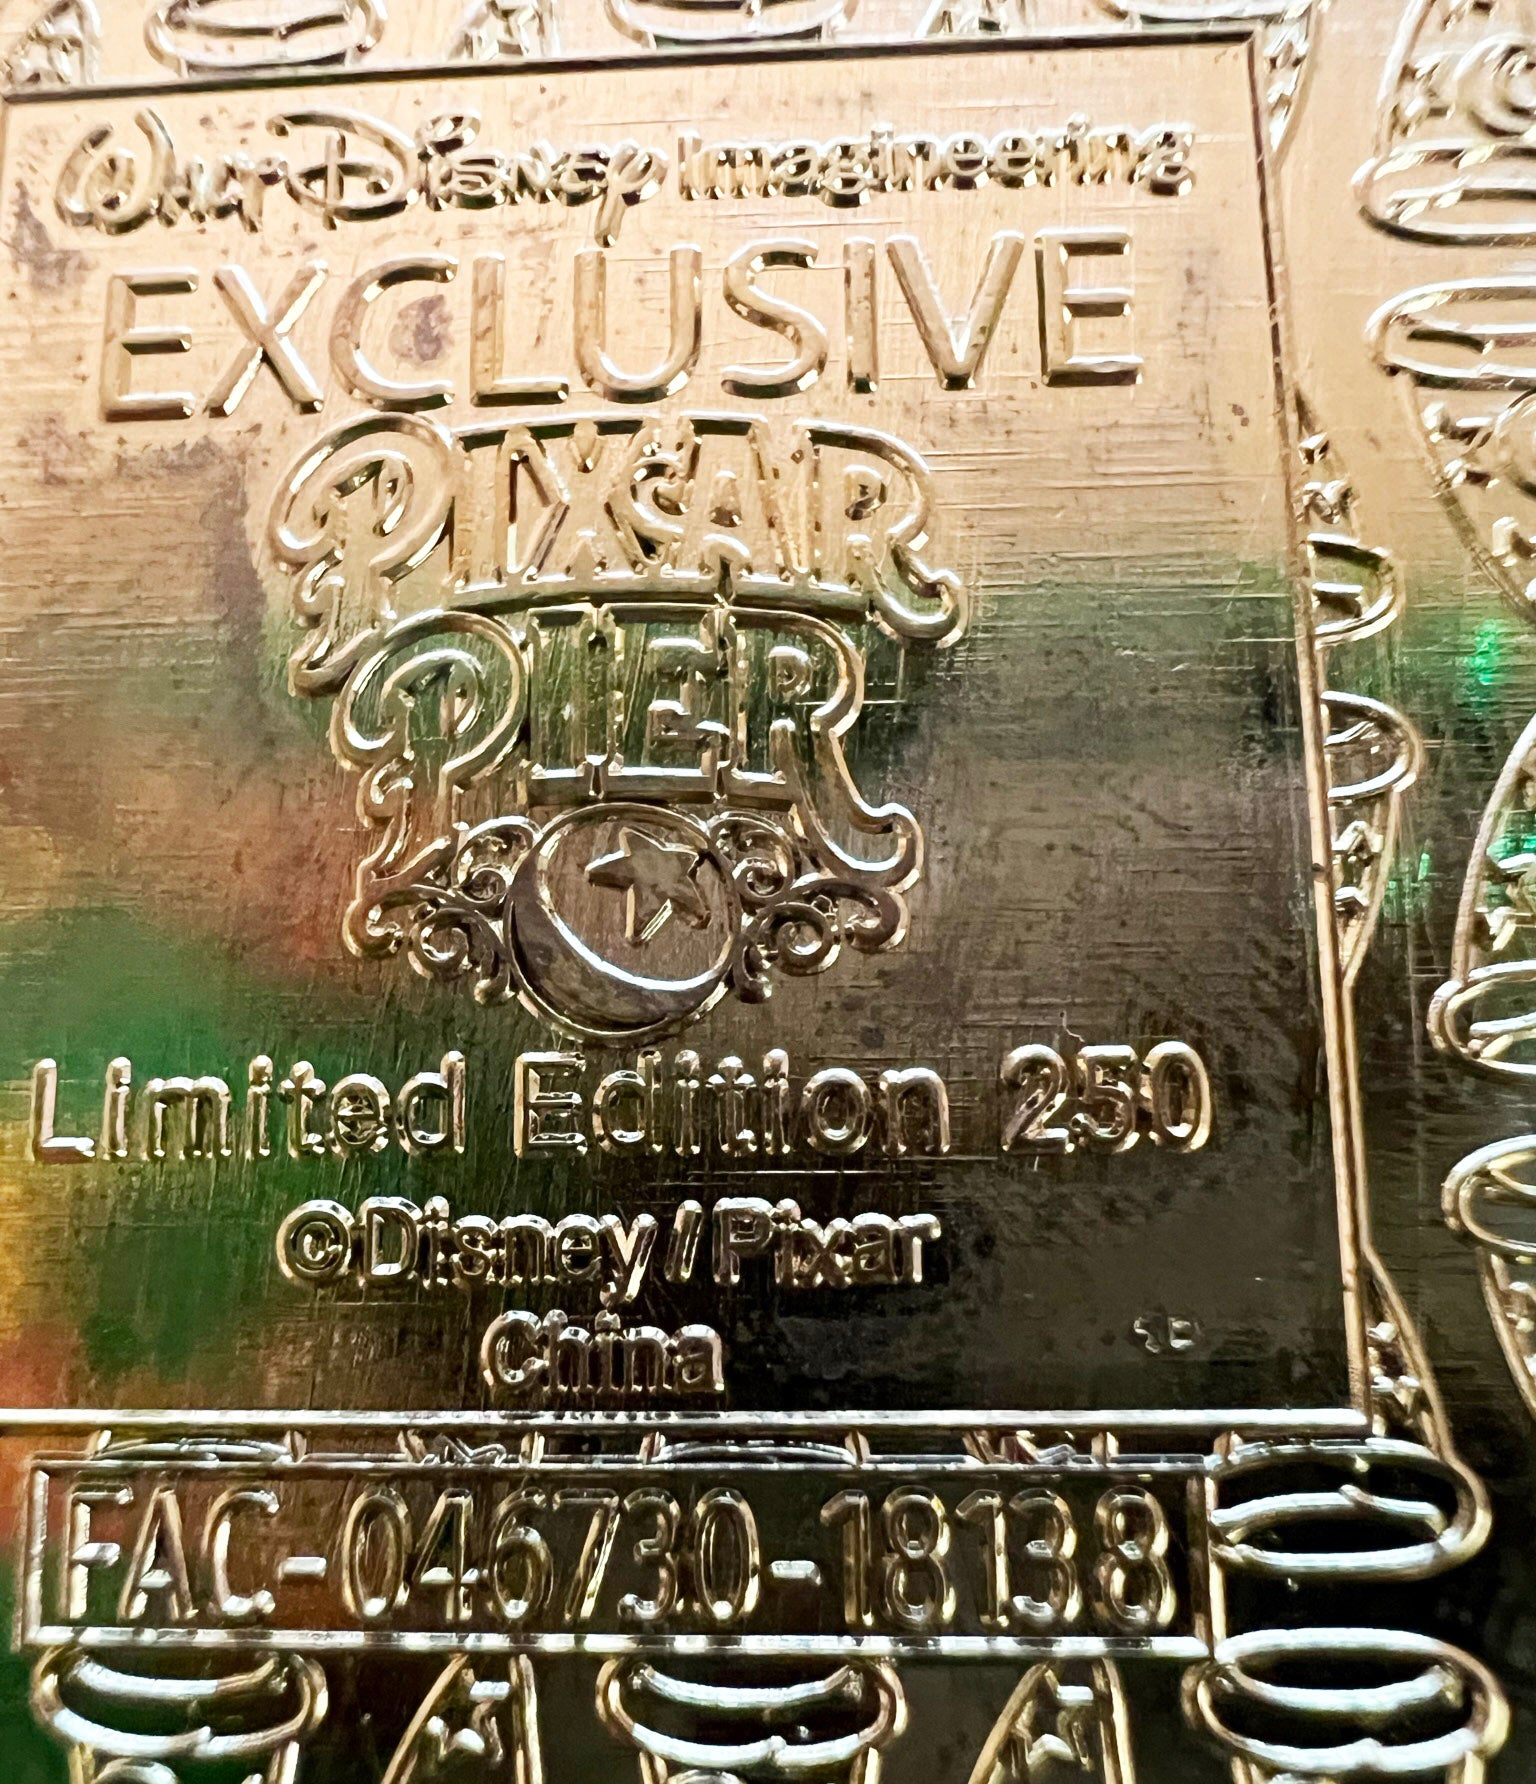 Walt Disney Imagineering
EXCLUSIVE
PIXAR
PIER
Limited Edition 250
©Disney/Pixar
China
FAC-046730-18138